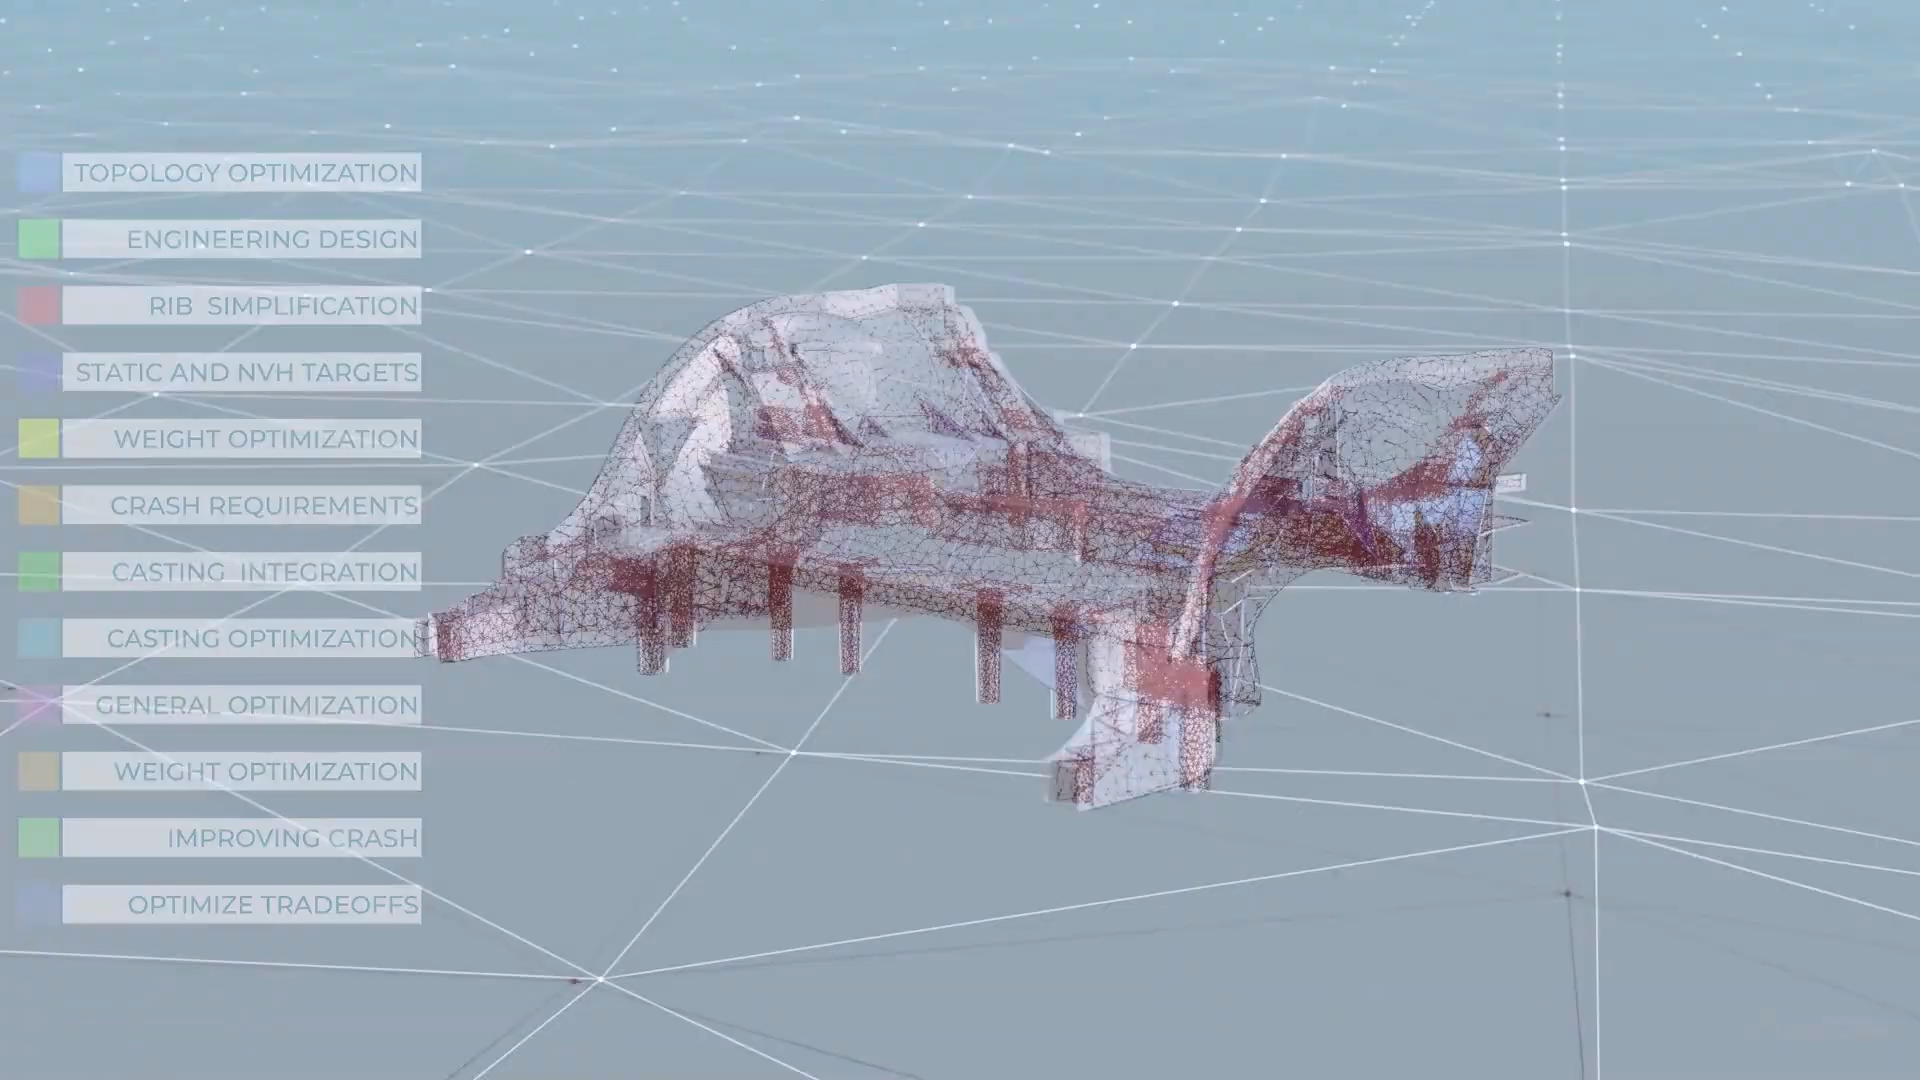 TOPOLOGY OPTIMIZATION
ENGINEERING DESIGN
RIB SIMPLIFICATION
STATIC AND NVH TARGETS
WEIGHT OPTIMIZATION
CRASH REQUIREMENTS
CASTING INTEGRATION
CASTING OPTIMIZATION
GENERAL OPTIMIZATION
WEIGHT OPTIMIZATION
IMPROVING CRASH
OPTIMIZE TRADEOFFS